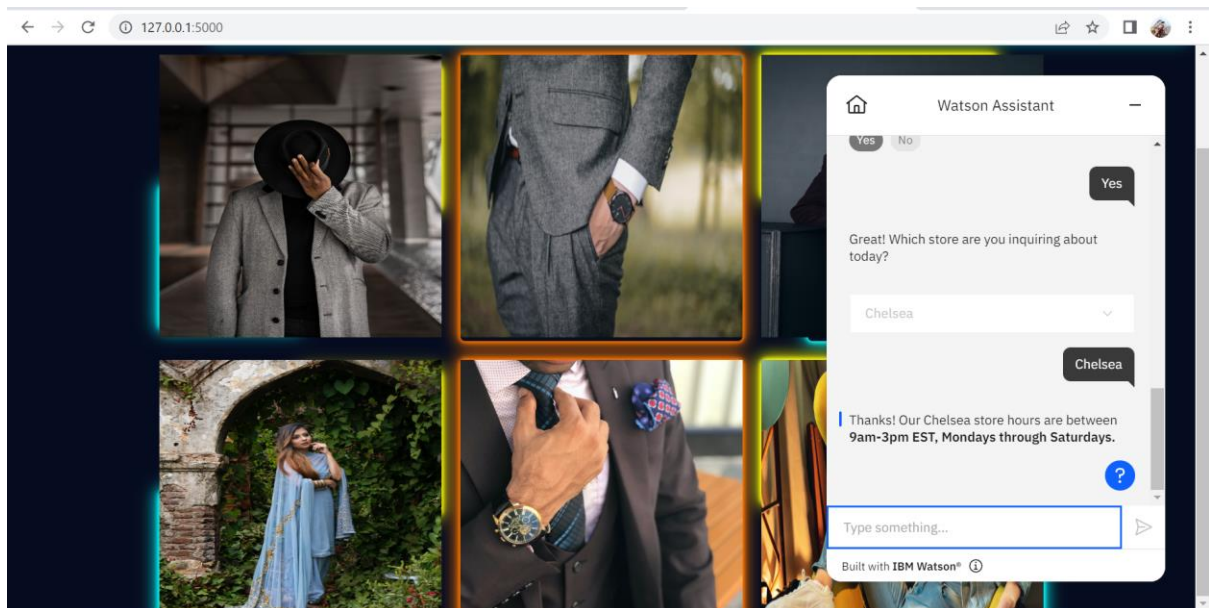 127.0.0.1:5000
Watson Assistant
Yes No
Yes
Great! Which store are you inquiring about
today?
Chelsea
Chelsea
Thanks! Our Chelsea store hours are between
9am-3pm EST, Mondays through Saturdays.
?
Type something...
Built with IBM Watson®